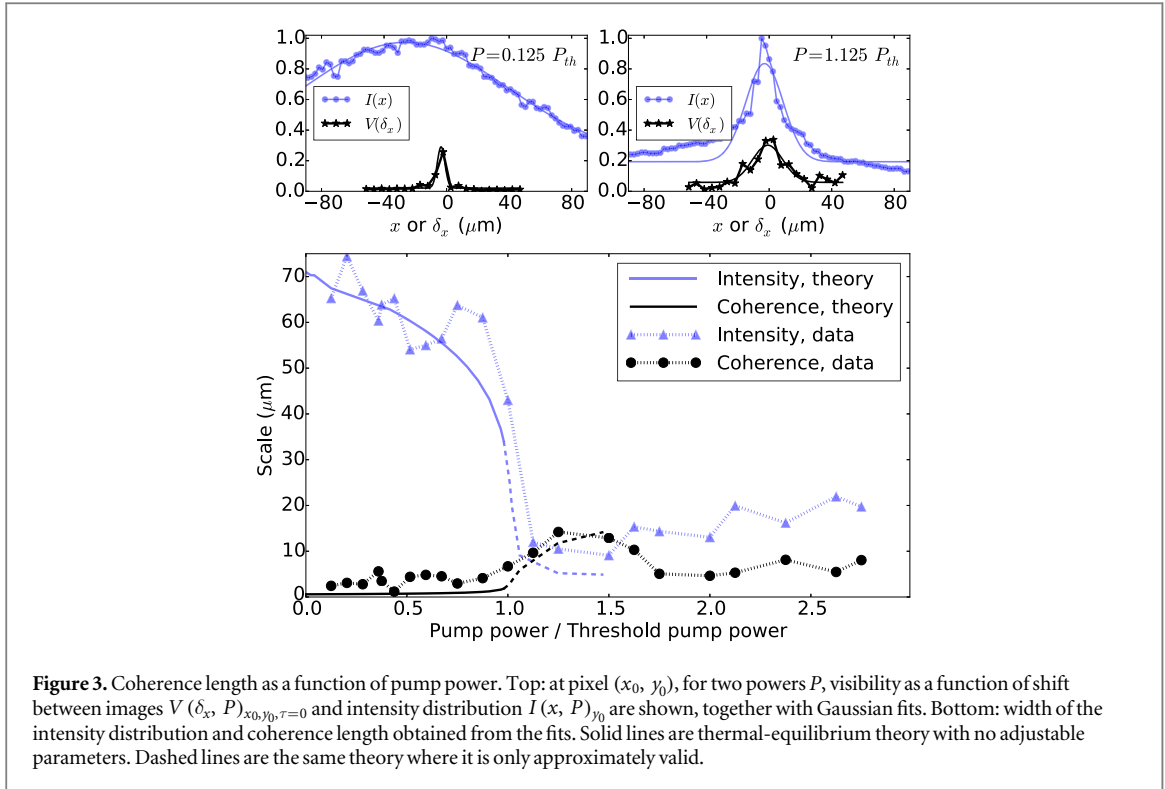 1.0
0.8
0.6
0.4
0.2
0.0
−80 −40 0 40 80
x or δx (μm)
P=0.125 Pth
I(x)
V(δx)
1.0
0.8
0.6
0.4
0.2
0.0
−80 −40 0 40 80
x or δx (μm)
P=1.125 Pth
I(x)
V(δx)
70
60
50
40
30
20
10
0
Scale (μm)
0.0 0.5 1.0 1.5 2.0 2.5
Pump power / Threshold pump power
Intensity, theory
Coherence, theory
Intensity, data
Coherence, data
Figure 3. Coherence length as a function of pump power. Top: at pixel (x0, y0), for two powers P, visibility as a function of shift
between images V (δx, P)x0,y0,τ=0 and intensity distribution I (x, P)y0 are shown, together with Gaussian fits. Bottom: width of the
intensity distribution and coherence length obtained from the fits. Solid lines are thermal-equilibrium theory with no adjustable
parameters. Dashed lines are the same theory where it is only approximately valid.